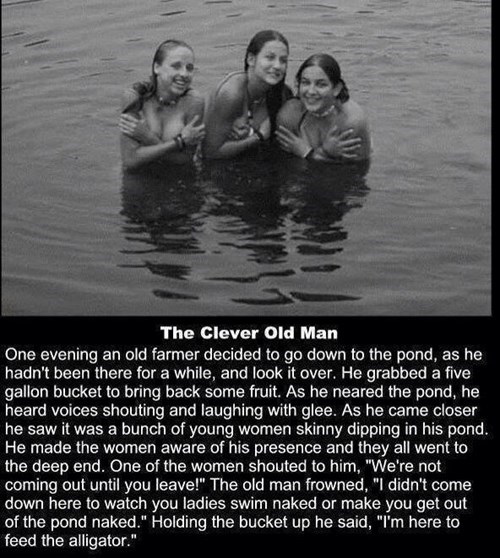 The Clever Old Man
One evening an old farmer decided to go down to the pond, as he
hadn't been there for a while, and look it over. He grabbed a five
gallon bucket to bring back some fruit. As he neared the pond, he
heard voices shouting and laughing with glee. As he came closer
he saw it was a bunch of young women skinny dipping in his pond.
He made the women aware of his presence and they all went to
the deep end. One of the women shouted to him, "We're not
coming out until you leave!" The old man frowned, "I didn't come
down here to watch you ladies swim naked or make you get out
of the pond naked." Holding the bucket up he said, "I'm here to
feed the alligator."